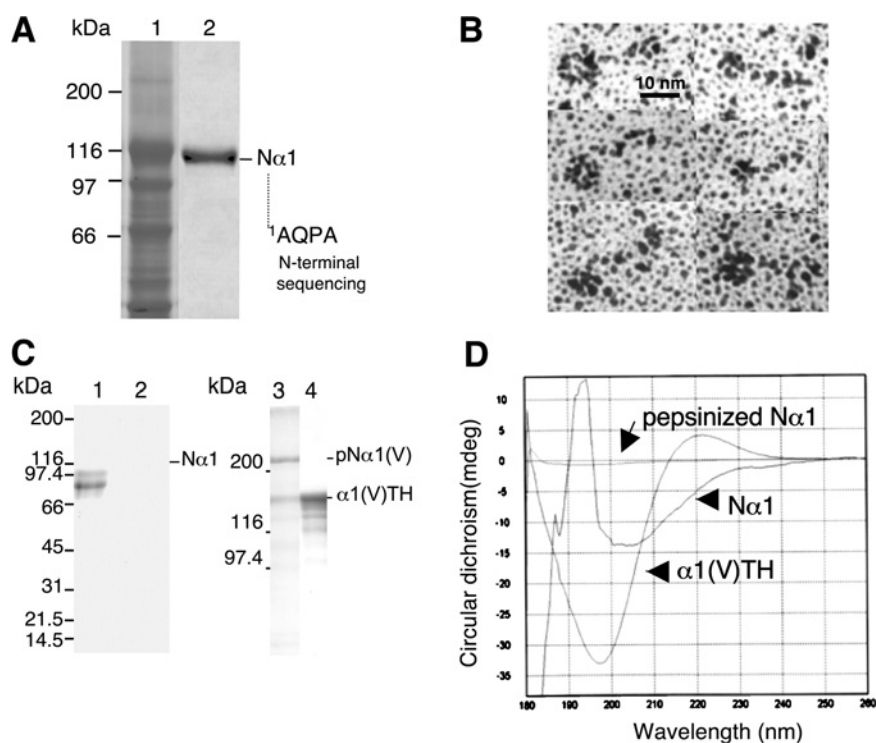 A
kDa 1 2
200
116
97
66
Nα1
¹AQPA
N-terminal
sequencing
B
10 nm
C
kDa 1 2
200
116
97.4
66
45
31
21.5
14.5
Nα1
kDa 3 4
200
116
97.4
pNα1(V)
α1(V)TH
D
Circular dichroism(mdeg)
10
5
0
-5
-10
-15
-20
-25
-30
-35
pepsinized Nα1
Nα1
α1(V)TH
180 190 200 210 220 230 240 250 260
Wavelength (nm)